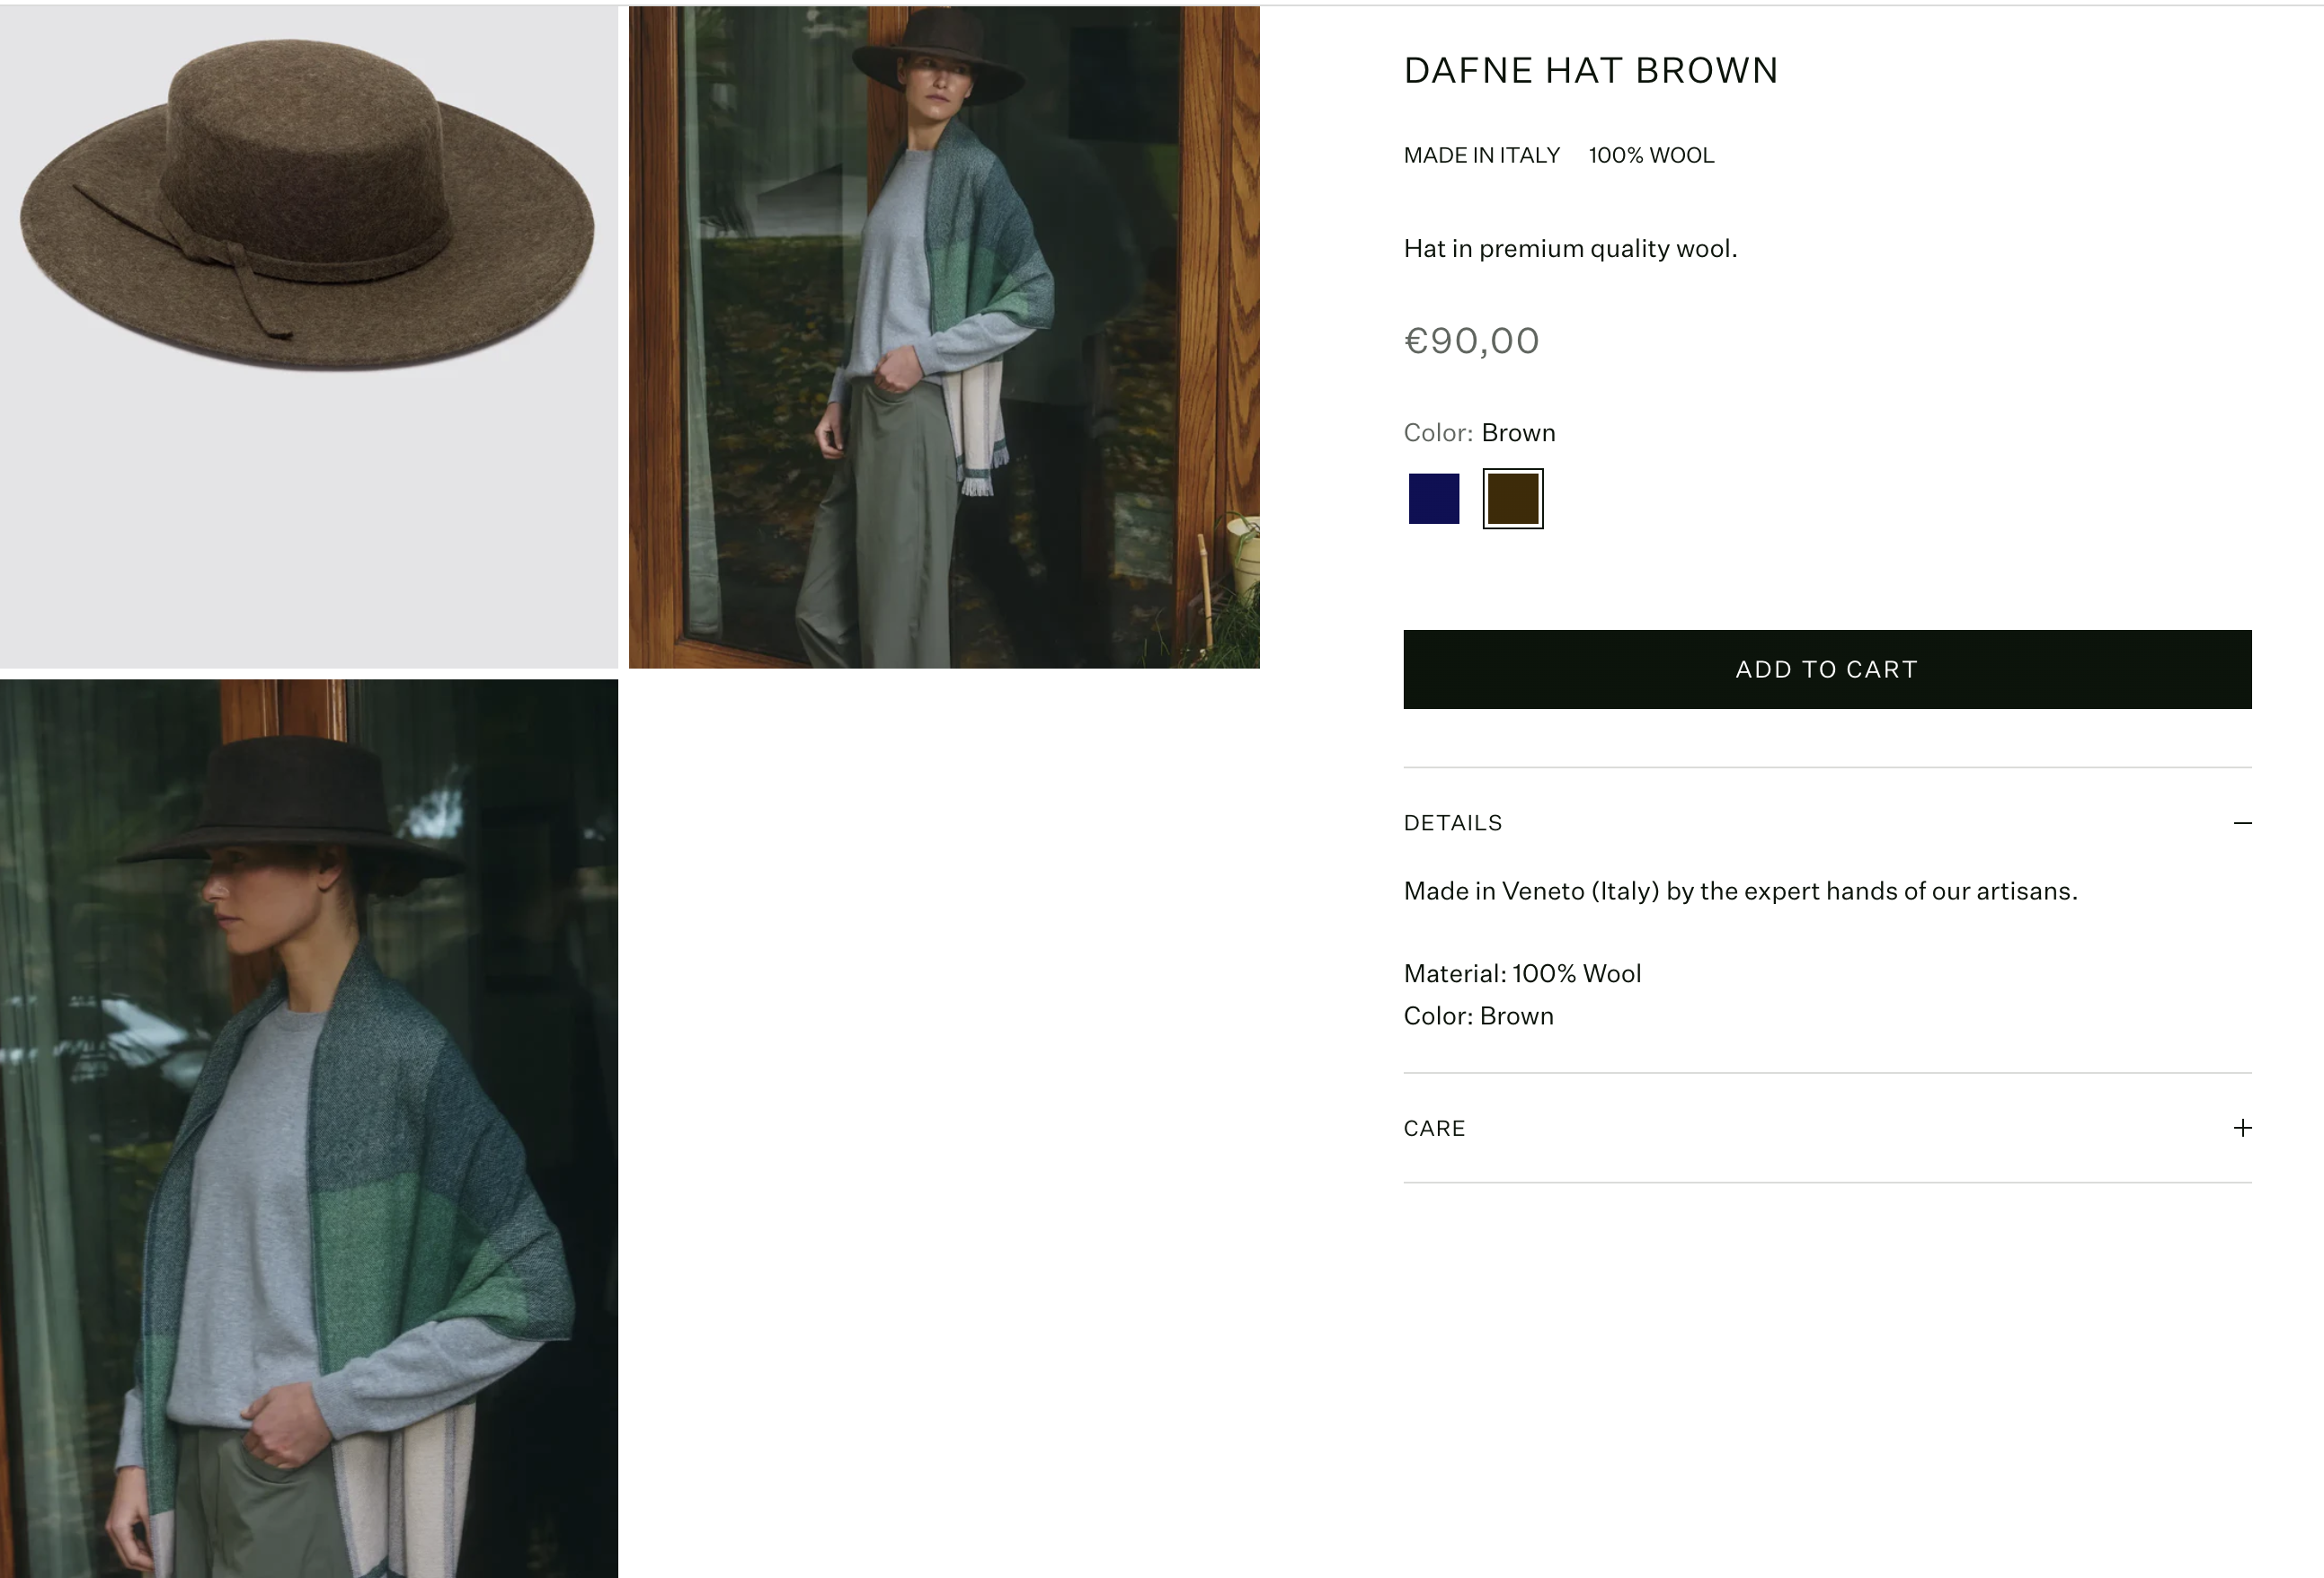 DAFNE HAT BROWN
MADE IN ITALY 100% WOOL
Hat in premium quality wool.
€90,00
Color: Brown
ADD TO CART
DETAILS
Made in Veneto (Italy) by the expert hands of our artisans.
Material: 100% Wool
Color: Brown
CARE